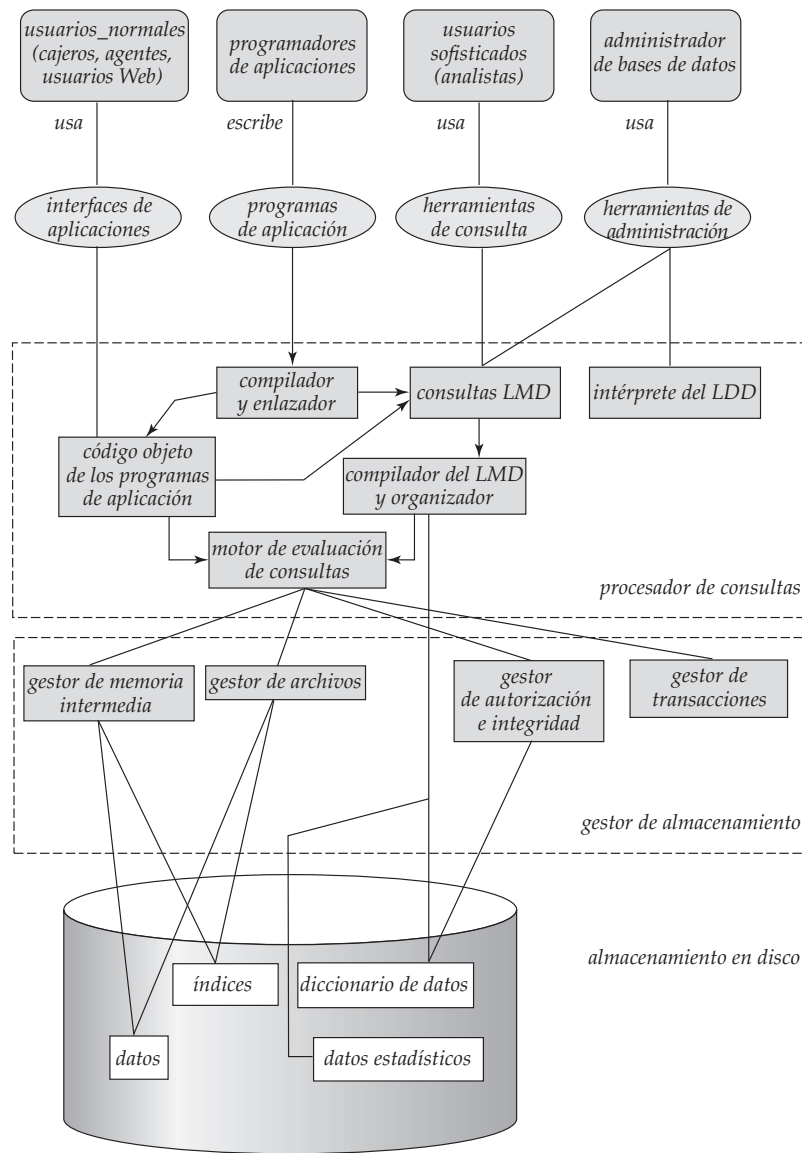 usuarios_normales
(cajeros, agentes,
usuarios Web)
programadores
de aplicaciones
usuarios
sofisticados
(analistas)
administrador
de bases de datos
usa
escribe
usa
usa
interfaces de
aplicaciones
programas
de aplicación
herramientas
de consulta
herramientas de
administración
compilador
y enlazador
consultas LMD
intérprete del LDD
código objeto
de los programas
de aplicación
compilador del LMD
y organizador
motor de evaluación
de consultas
procesador de consultas
gestor de memoria
intermedia
gestor de archivos
gestor
de autorización
e integridad
gestor de
transacciones
gestor de almacenamiento
almacenamiento en disco
índices
diccionario de datos
datos
datos estadísticos